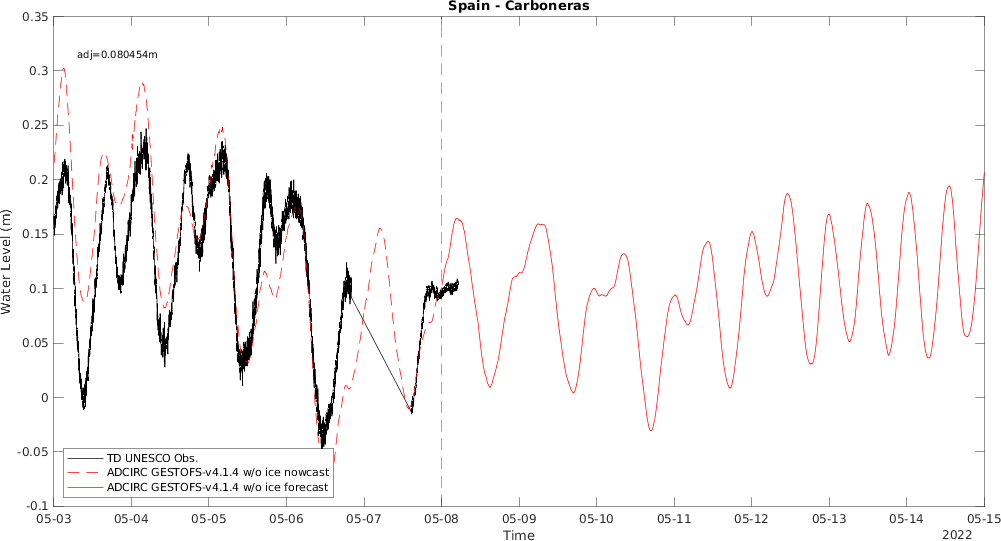 Spain - Carboneras
adj=0.080454m
0.35
0.3
0.25
0.2
0.15
0.1
0.05
0
-0.05
-0.1
Water Level (m)
TD UNESCO Obs.
ADCIRC GESTOFS-v4.1.4 w/o ice nowcast
ADCIRC GESTOFS-v4.1.4 w/o ice forecast
05-03 05-04 05-05 05-06 05-07 05-08 05-09 05-10 05-11 05-12 05-13 05-14 05-15
Time
2022